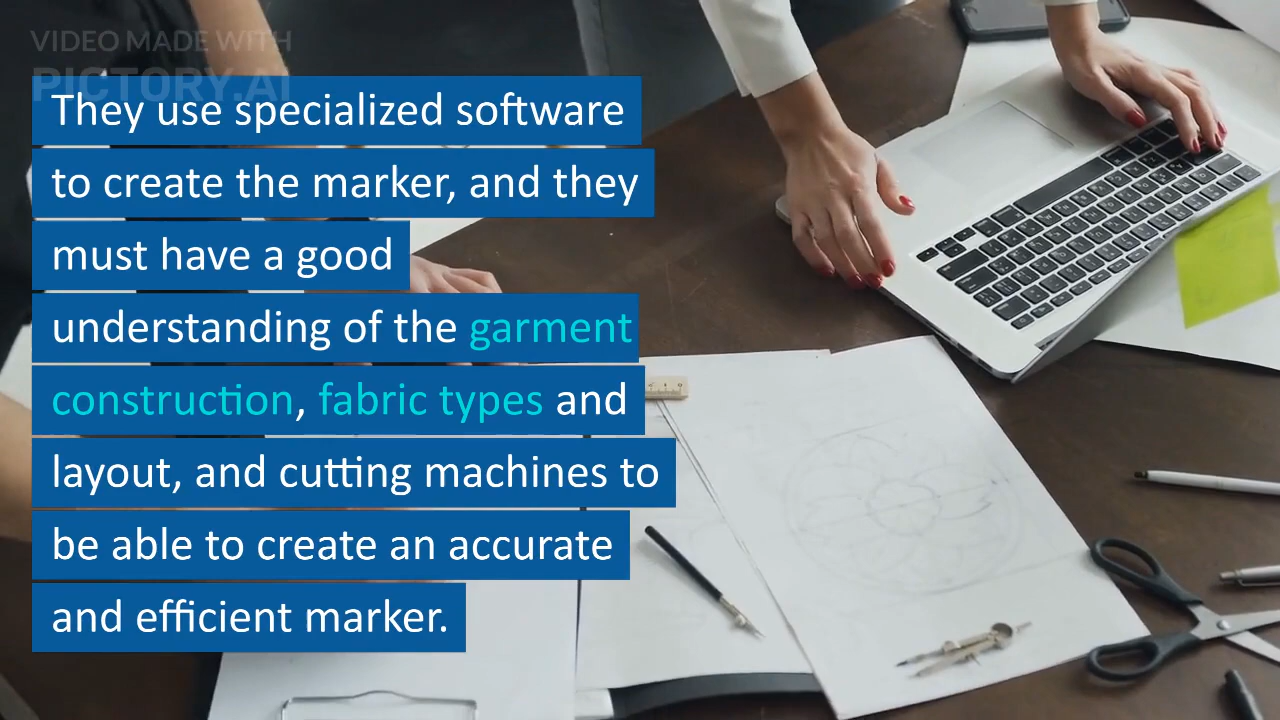 VIDEO MADE WITH
PICTORY.AI
They use specialized software
to create the marker, and they
must have a good
understanding of the garment
construction, fabric types and
layout, and cutting machines to
be able to create an accurate
and efficient marker.